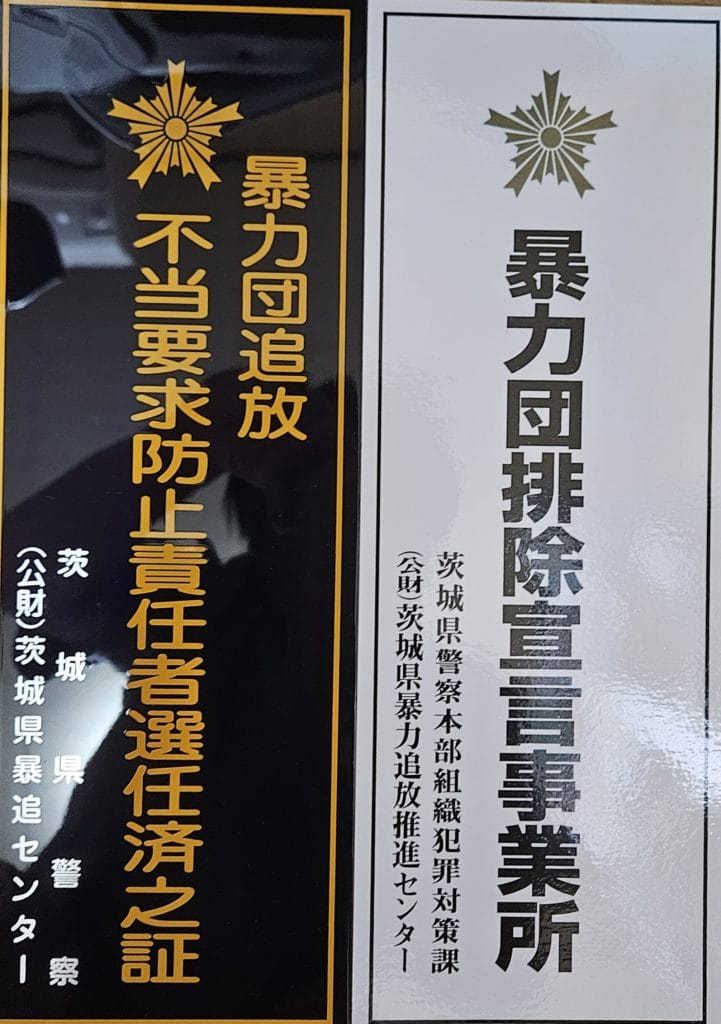 暴力団追放
不当要求防止責任者選任済之証
茨城県警察
（公財）茨城県暴追センター
暴力団排除宣言事業所
茨城県警察本部組織犯罪対策課
（公財）茨城県暴力追放推進センター